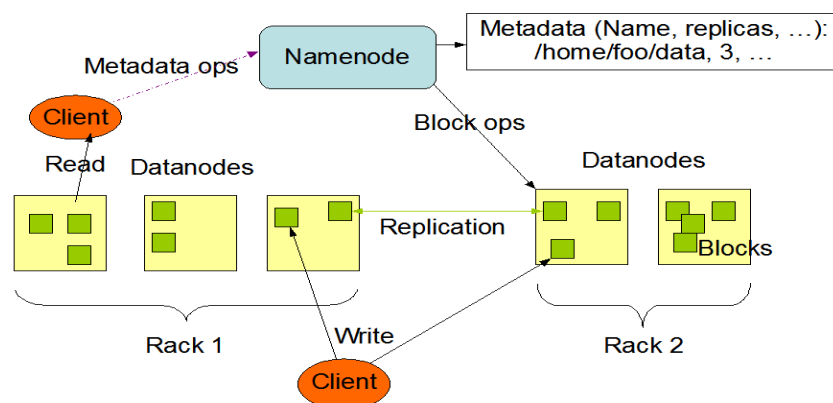 Metadata (Name, replicas, …):
/home/foo/data, 3, …
Namenode
Metadata ops
Client
Block ops
Read
Datanodes
Datanodes
Replication
Blocks
Rack 1
Write
Rack 2
Client